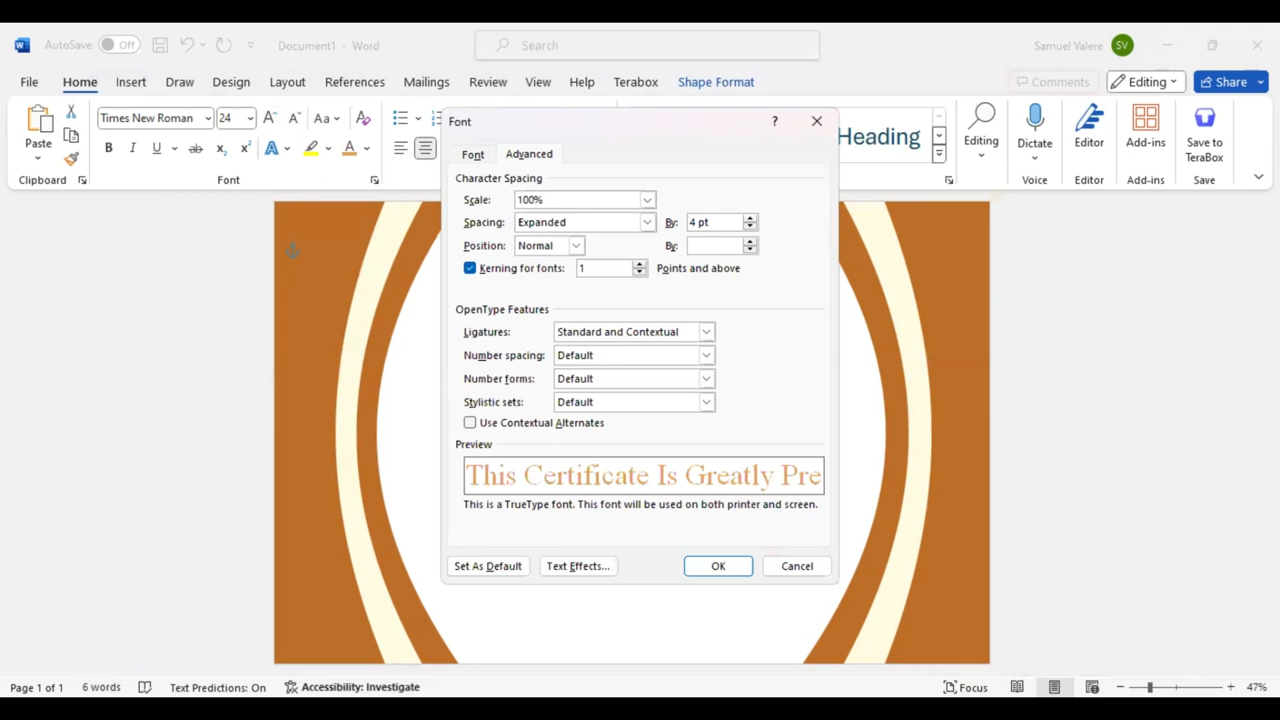 AutoSave Off Document1 - Word Search Samuel Valere SV
File Home Insert Draw Design Layout References Mailings Review View Help Terabox Shape Format Comments Editing Share
Paste
Clipboard
Times New Roman 24
Aa
B I U ab x₂ x² A A
Font
Heading
Editing
Dictate
Voice
Editor
Editor
Add-ins
Add-ins
Save to
TeraBox
Save
Font ?
Font Advanced
Character Spacing
Scale: 100%
Spacing: Expanded By: 4 pt
Position: Normal By:
Kerning for fonts: 1 Points and above
OpenType Features
Ligatures: Standard and Contextual
Number spacing: Default
Number forms: Default
Stylistic sets: Default
Use Contextual Alternates
Preview
This Certificate Is Greatly Pre
This is a TrueType font. This font will be used on both printer and screen.
Set As Default Text Effects... OK Cancel
Page 1 of 1 6 words Text Predictions: On Accessibility: Investigate Focus 47%